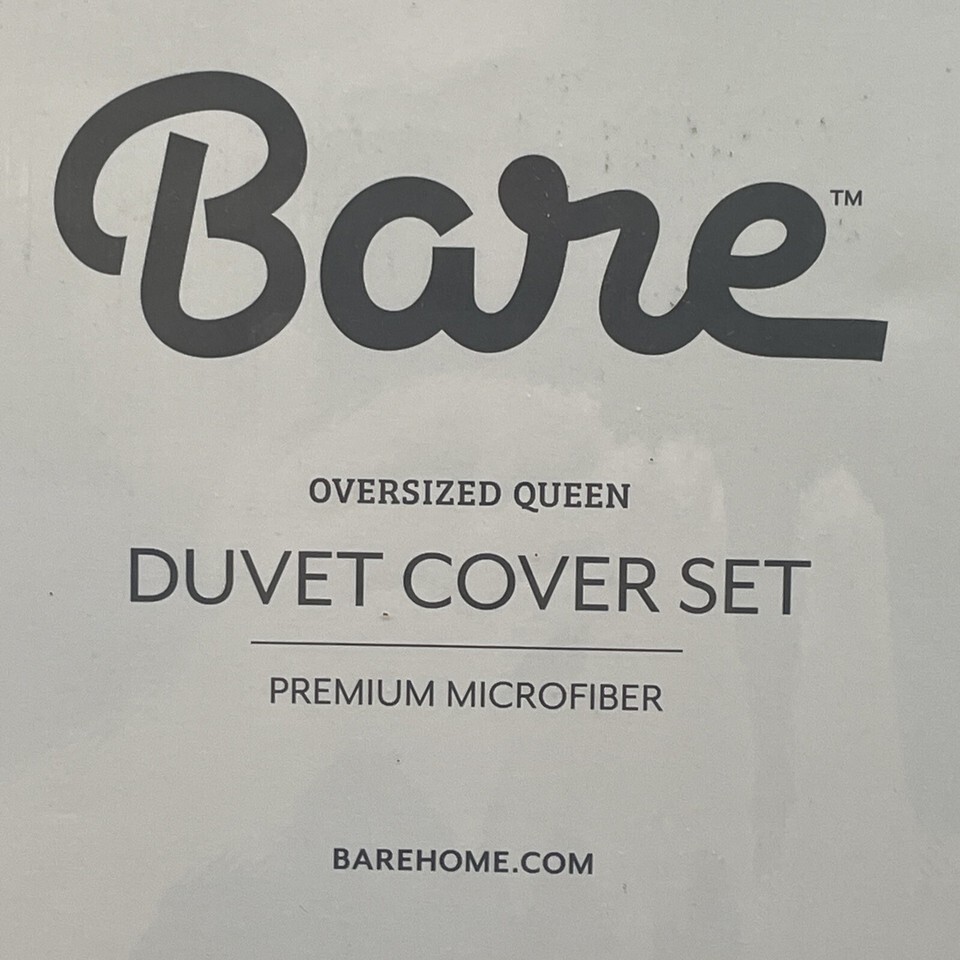 Bare™
OVERSIZED QUEEN
DUVET COVER SET
PREMIUM MICROFIBER
BAREHOME.COM